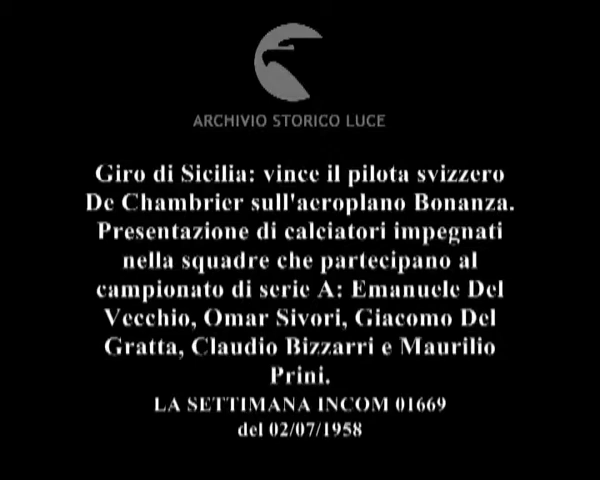 ARCHIVIO STORICO LUCE
Giro di Sicilia: vince il pilota svizzero
De Chambrier sull'aeroplano Bonanza.
Presentazione di calciatori impegnati
nella squadre che partecipano al
campionato di serie A: Emanuele Del
Vecchio, Omar Sivori, Giacomo Del
Gratta, Claudio Bizzarri e Maurilio
Prini.
LA SETTIMANA INCOM 01669
del 02/07/1958